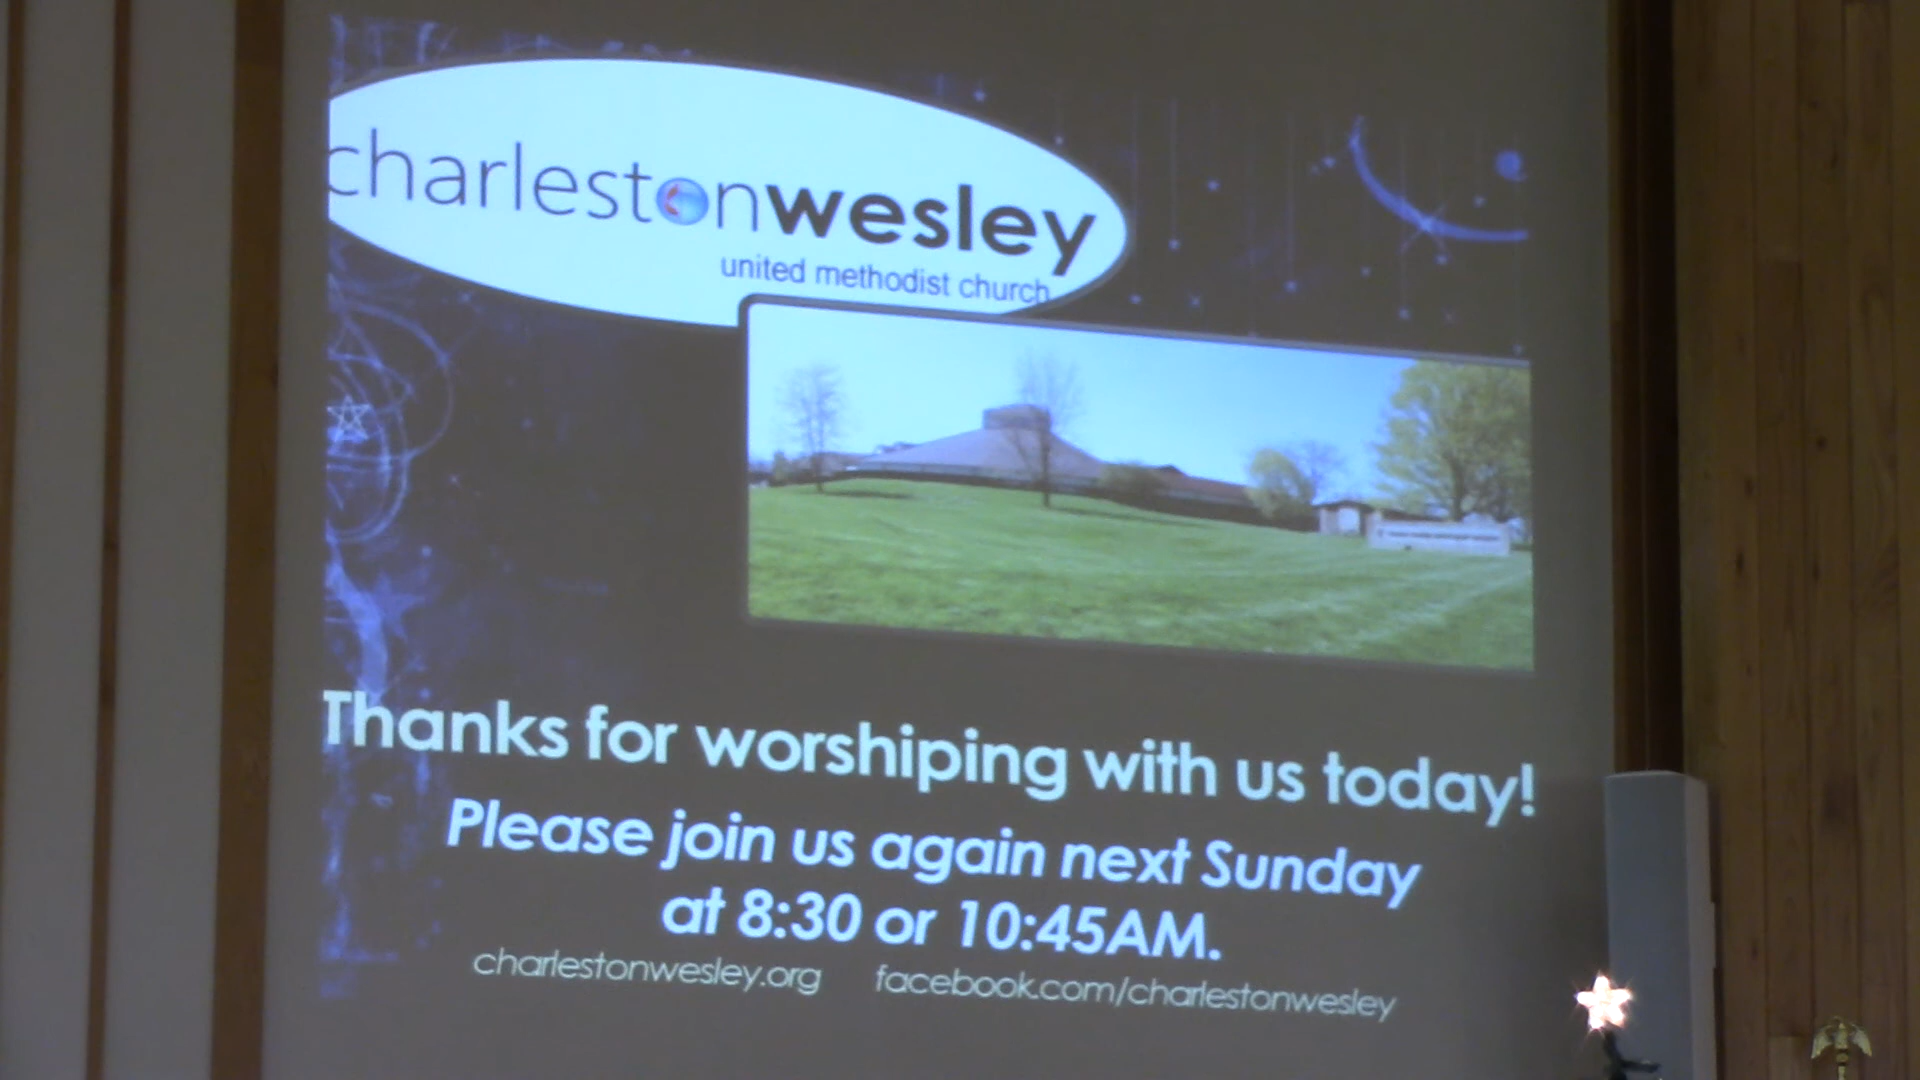 charlestonwesley
united methodist church
Thanks for worshiping with us today!
Please join us again next Sunday
at 8:30 or 10:45AM.
charlestonwesley.org facebook.com/charlestonwesley